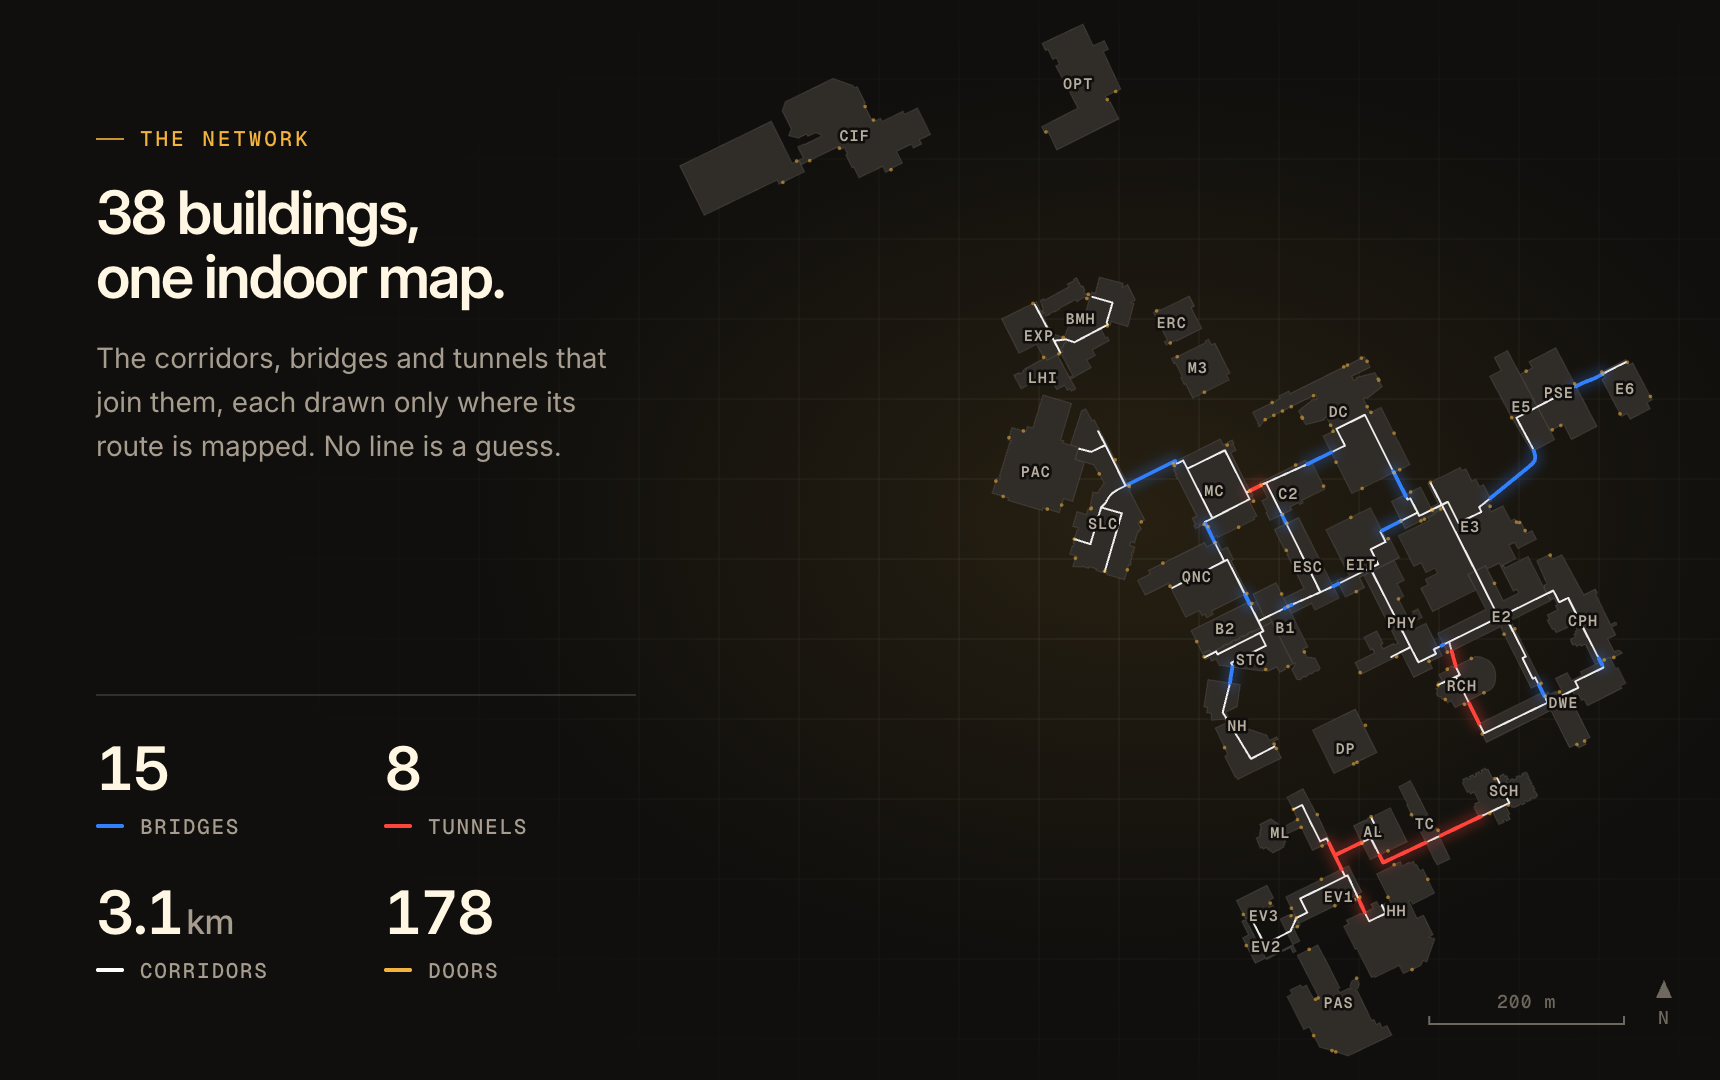 THE NETWORK
38 buildings,
one indoor map.
The corridors, bridges and tunnels that
join them, each drawn only where its
route is mapped. No line is a guess.
15
BRIDGES
8
TUNNELS
3.1 km
CORRIDORS
178
DOORS
OPT
CIF
BMH
ERC
EXP
M3
LHI
PSE
E6
E5
DC
PAC
MC
C2
SLC
E3
ESC
EIT
QNC
E2
CPH
PHY
B2
B1
STC
RCH
DWE
NH
DP
SCH
TC
ML
AL
EV1
HH
EV3
EV2
PAS
200 m
N